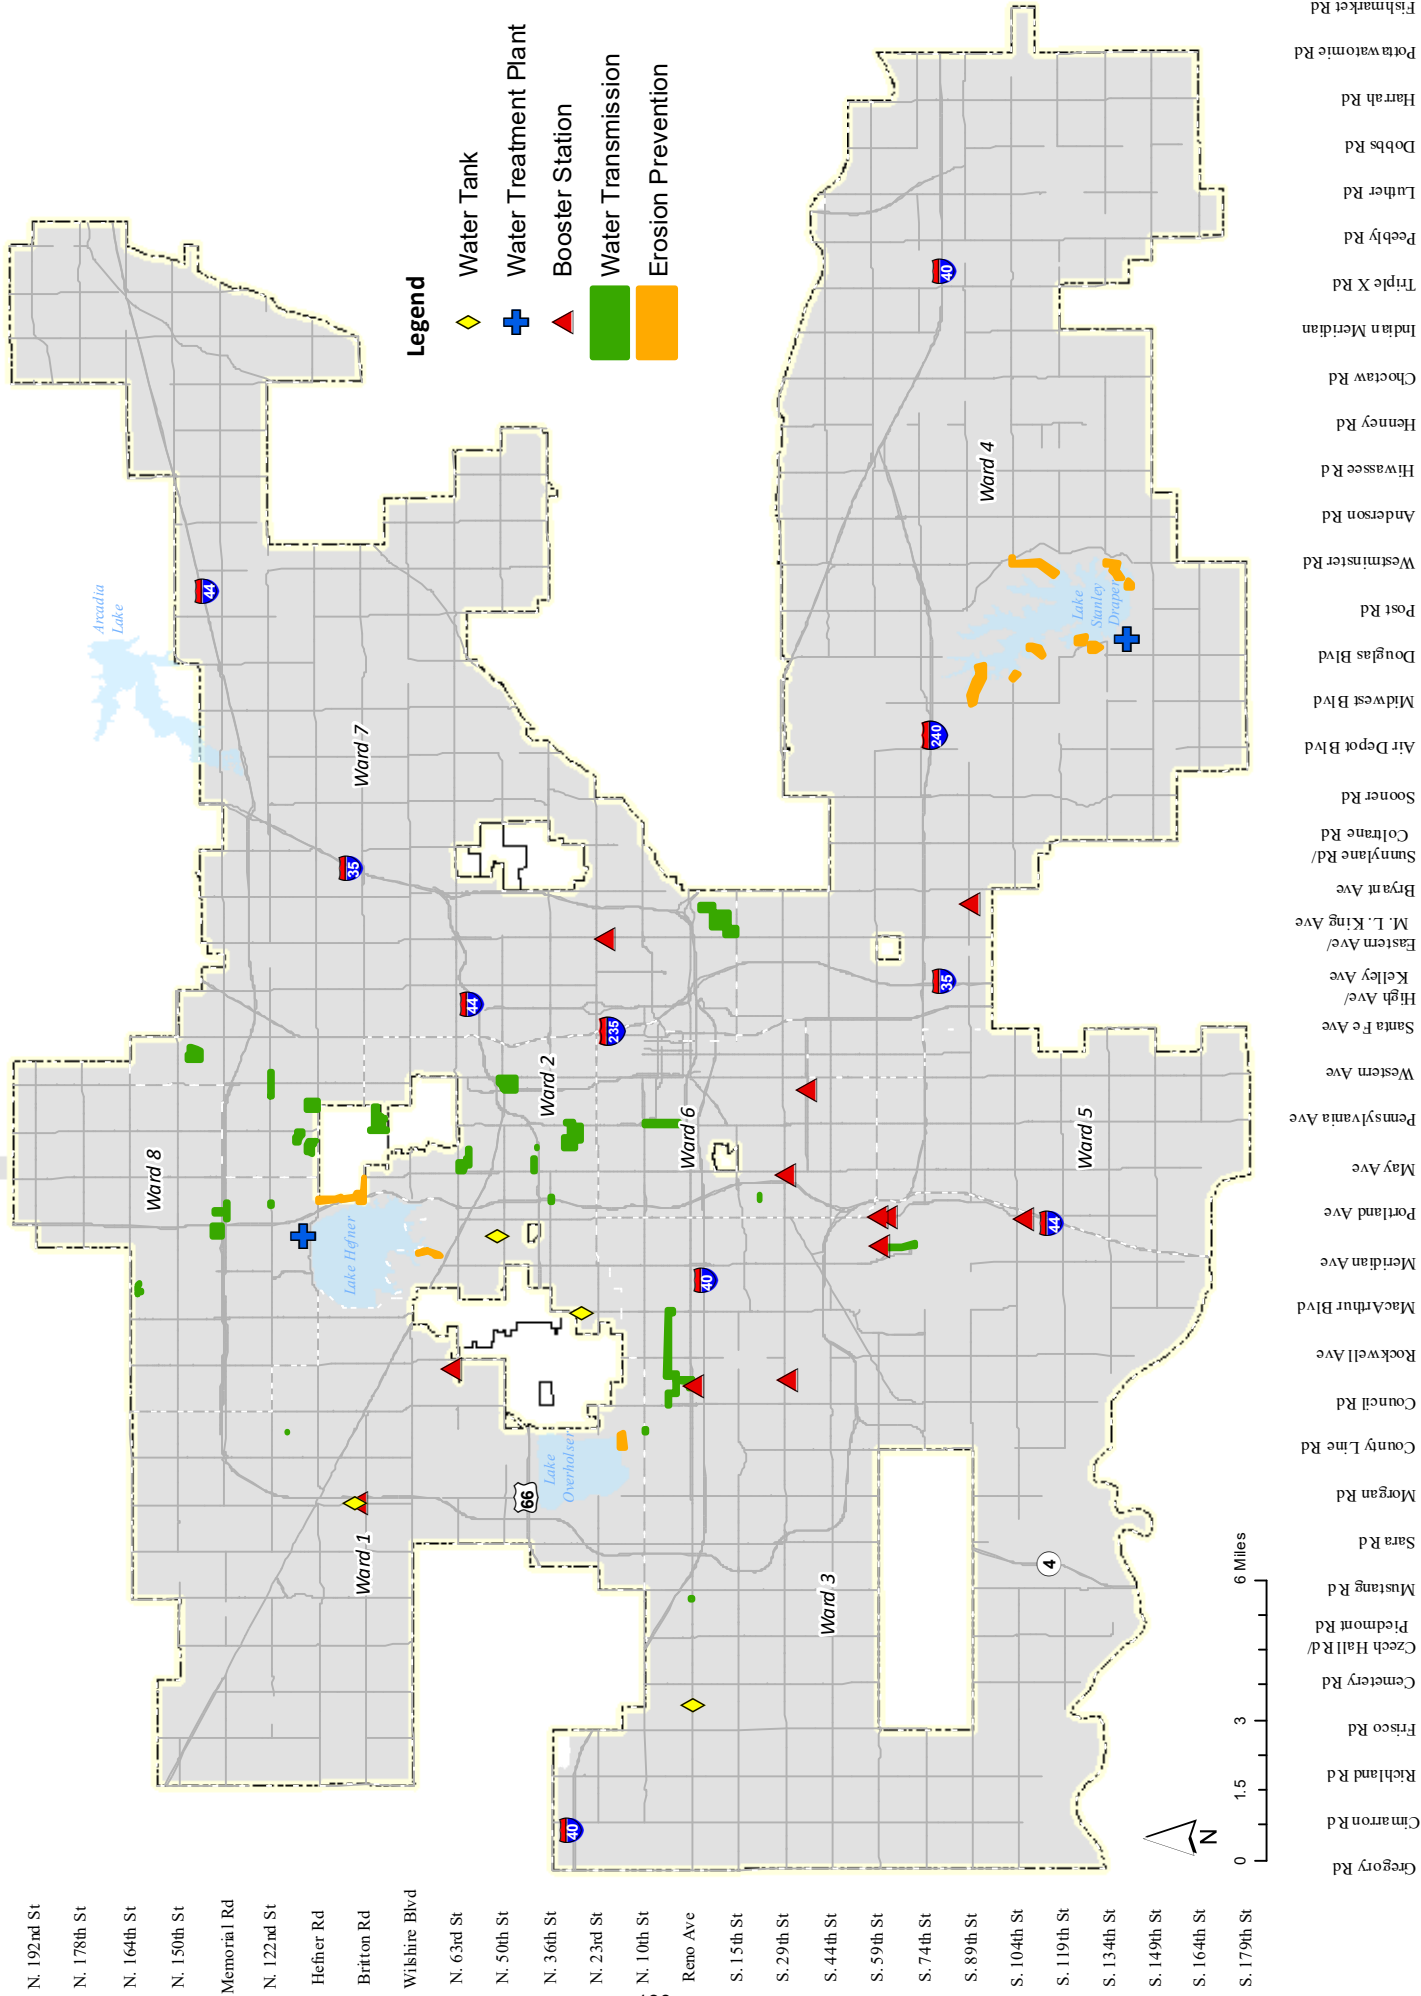 Legend
Water Tank
Water Treatment Plant
Booster Station
Water Transmission
Erosion Prevention
N. 192nd St
N. 178th St
N. 164th St
N. 150th St
Memorial Rd
N. 122nd St
Hefner Rd
Britton Rd
Wilshire Blvd
N. 63rd St
N. 50th St
N. 36th St
N. 23rd St
N. 10th St
Reno Ave
S. 15th St
S. 29th St
S. 44th St
S. 59th St
S. 74th St
S. 89th St
S. 104th St
S. 119th St
S. 134th St
S. 149th St
S. 164th St
S. 179th St
Gregory Rd
Cimarron Rd
Richland Rd
Frisco Rd
Cemetery Rd
Czech Hall Rd/
Piedmont Rd
Mustang Rd
Sara Rd
Morgan Rd
County Line Rd
Council Rd
Rockwell Ave
MacArthur Blvd
Meridian Ave
Portland Ave
May Ave
Pennsylvania Ave
Western Ave
Santa Fe Ave
High Ave/
Kelley Ave
Eastern Ave/
M. L. King Ave
Bryant Ave
Sunnylane Rd/
Coltrane Rd
Sooner Rd
Air Depot Blvd
Midwest Blvd
Douglas Blvd
Post Rd
Westminster Rd
Anderson Rd
Hiwassee Rd
Henney Rd
Choctaw Rd
Indian Meridian
Triple X Rd
Peebly Rd
Luther Rd
Dobbs Rd
Harrah Rd
Pottawatomie Rd
Fishmarket Rd
Ward 1
Ward 2
Ward 3
Ward 4
Ward 5
Ward 6
Ward 7
Ward 8
Arcadia
Lake
Lake Hefner
Lake
Overholser
Lake
Stanley
Draper
44
35
44
235
66
40
40
40
240
35
44
4
0
1.5
3
6 Miles
N